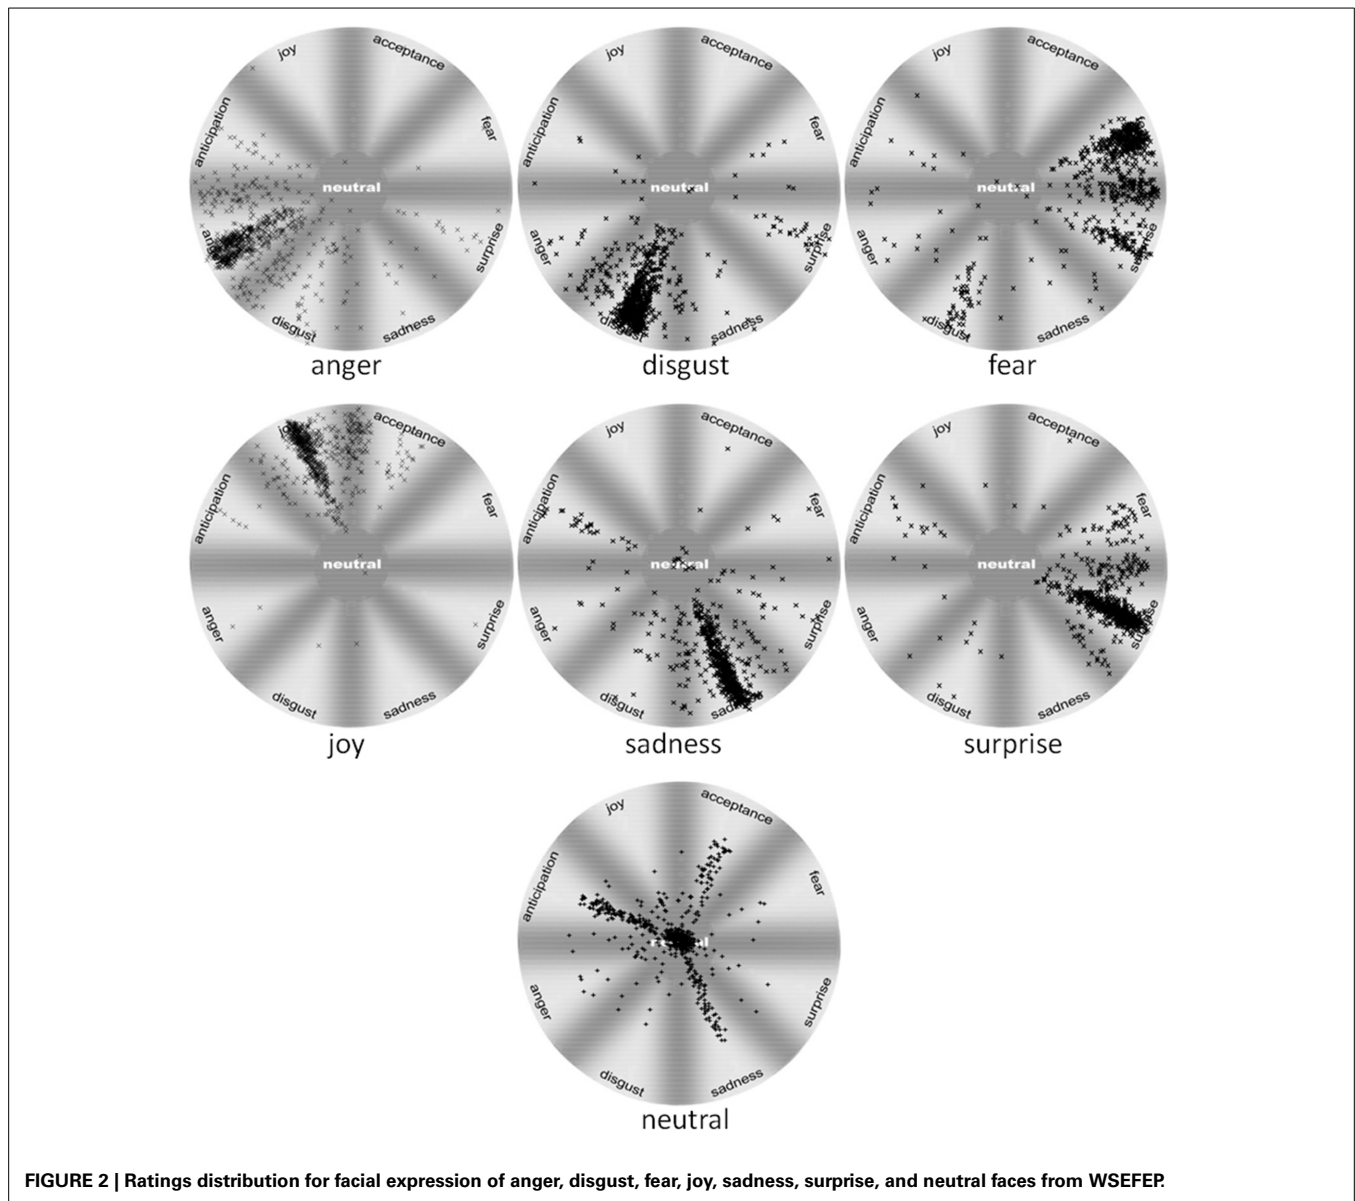 joy
acceptance
anticipation
fear
neutral
anger
surprise
disgust
sadness
anger
joy
acceptance
anticipation
fear
neutral
anger
surprise
disgust
sadness
disgust
joy
acceptance
anticipation
fear
neutral
anger
surprise
disgust
sadness
fear
joy
acceptance
anticipation
fear
neutral
anger
surprise
disgust
sadness
joy
joy
acceptance
anticipation
fear
neutral
anger
surprise
disgust
sadness
sadness
joy
acceptance
anticipation
fear
neutral
anger
surprise
disgust
sadness
surprise
joy
acceptance
anticipation
fear
neutral
anger
surprise
disgust
sadness
neutral
FIGURE 2 | Ratings distribution for facial expression of anger, disgust, fear, joy, sadness, surprise, and neutral faces from WSEFEP.